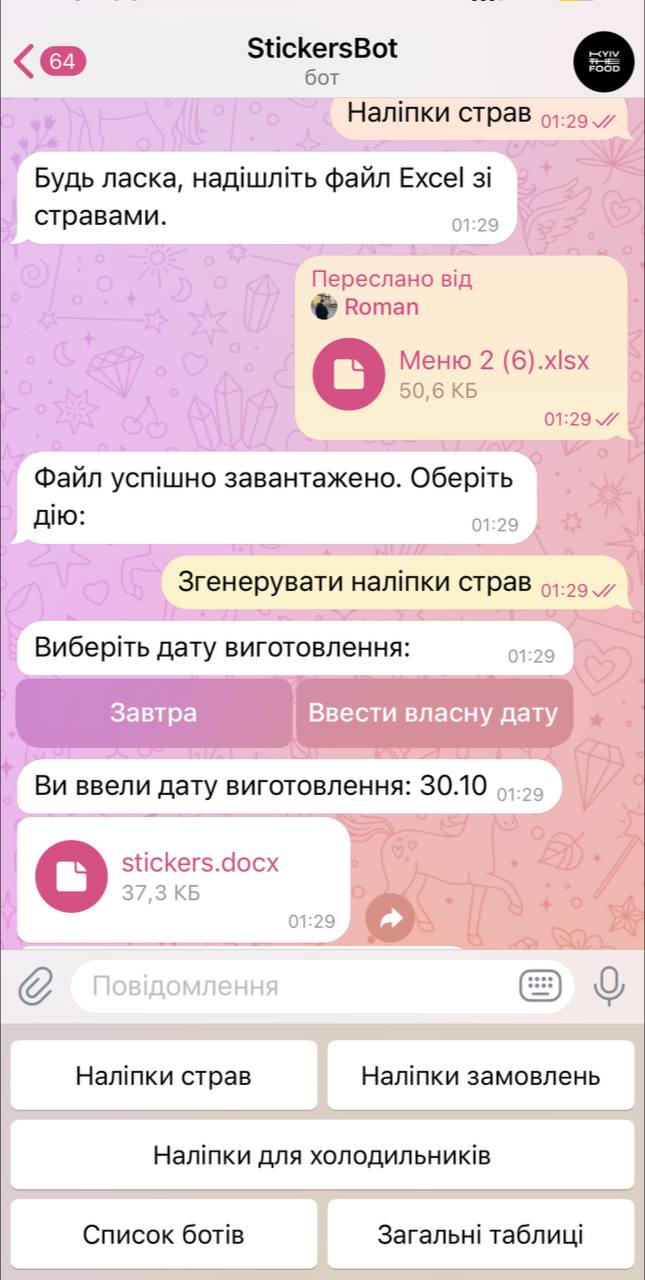 64
StickersBot
бот
KYIV
THE
FOOD
Наліпки страв 01:29
Будь ласка, надішліть файл Excel зі
стравами.
01:29
Переслано від
Roman
Меню 2 (6).xlsx
50,6 КБ
01:29
Файл успішно завантажено. Оберіть
дію:
01:29
Згенерувати наліпки страв 01:29
Виберіть дату виготовлення: 01:29
Завтра
Ввести власну дату
Ви ввели дату виготовлення: 30.10 01:29
stickers.docx
37,3 КБ
01:29
Повідомлення
Наліпки страв
Наліпки замовлень
Наліпки для холодильників
Список ботів
Загальні таблиці